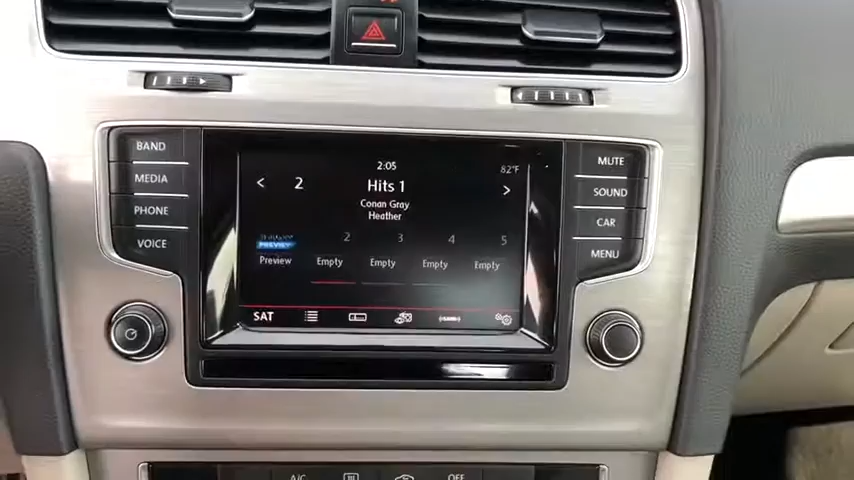 BAND
MEDIA
PHONE
VOICE
2:05
82°F
< 2 Hits 1 >
Conan Gray
Heather
PREVIEW 2 3 4 5
Preview Empty Empty Empty Empty
SAT
MUTE
SOUND
CAR
MENU
A/C
OFF